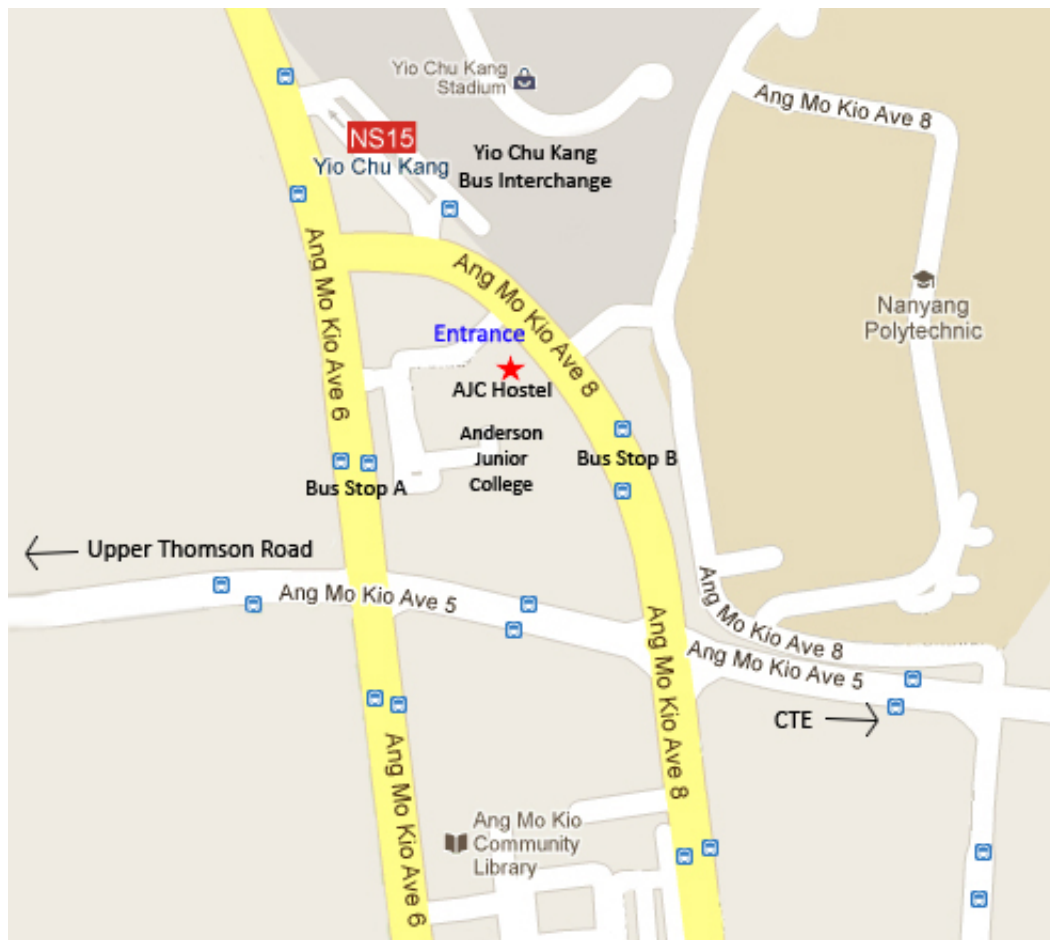 Yio Chu Kang
Stadium
Ang Mo Kio Ave 8
NS15
Yio Chu Kang
Yio Chu Kang
Bus Interchange
Ang Mo Kio Ave 6
Ang Mo Kio Ave 8
Nanyang
Polytechnic
Entrance
AJC Hostel
Anderson
Junior
College
Bus Stop A
Bus Stop B
Upper Thomson Road
Ang Mo Kio Ave 5
Ang Mo Kio Ave 8
Ang Mo Kio Ave 8
Ang Mo Kio Ave 5
CTE
Ang Mo Kio Ave 6
Ang Mo Kio
Community
Library